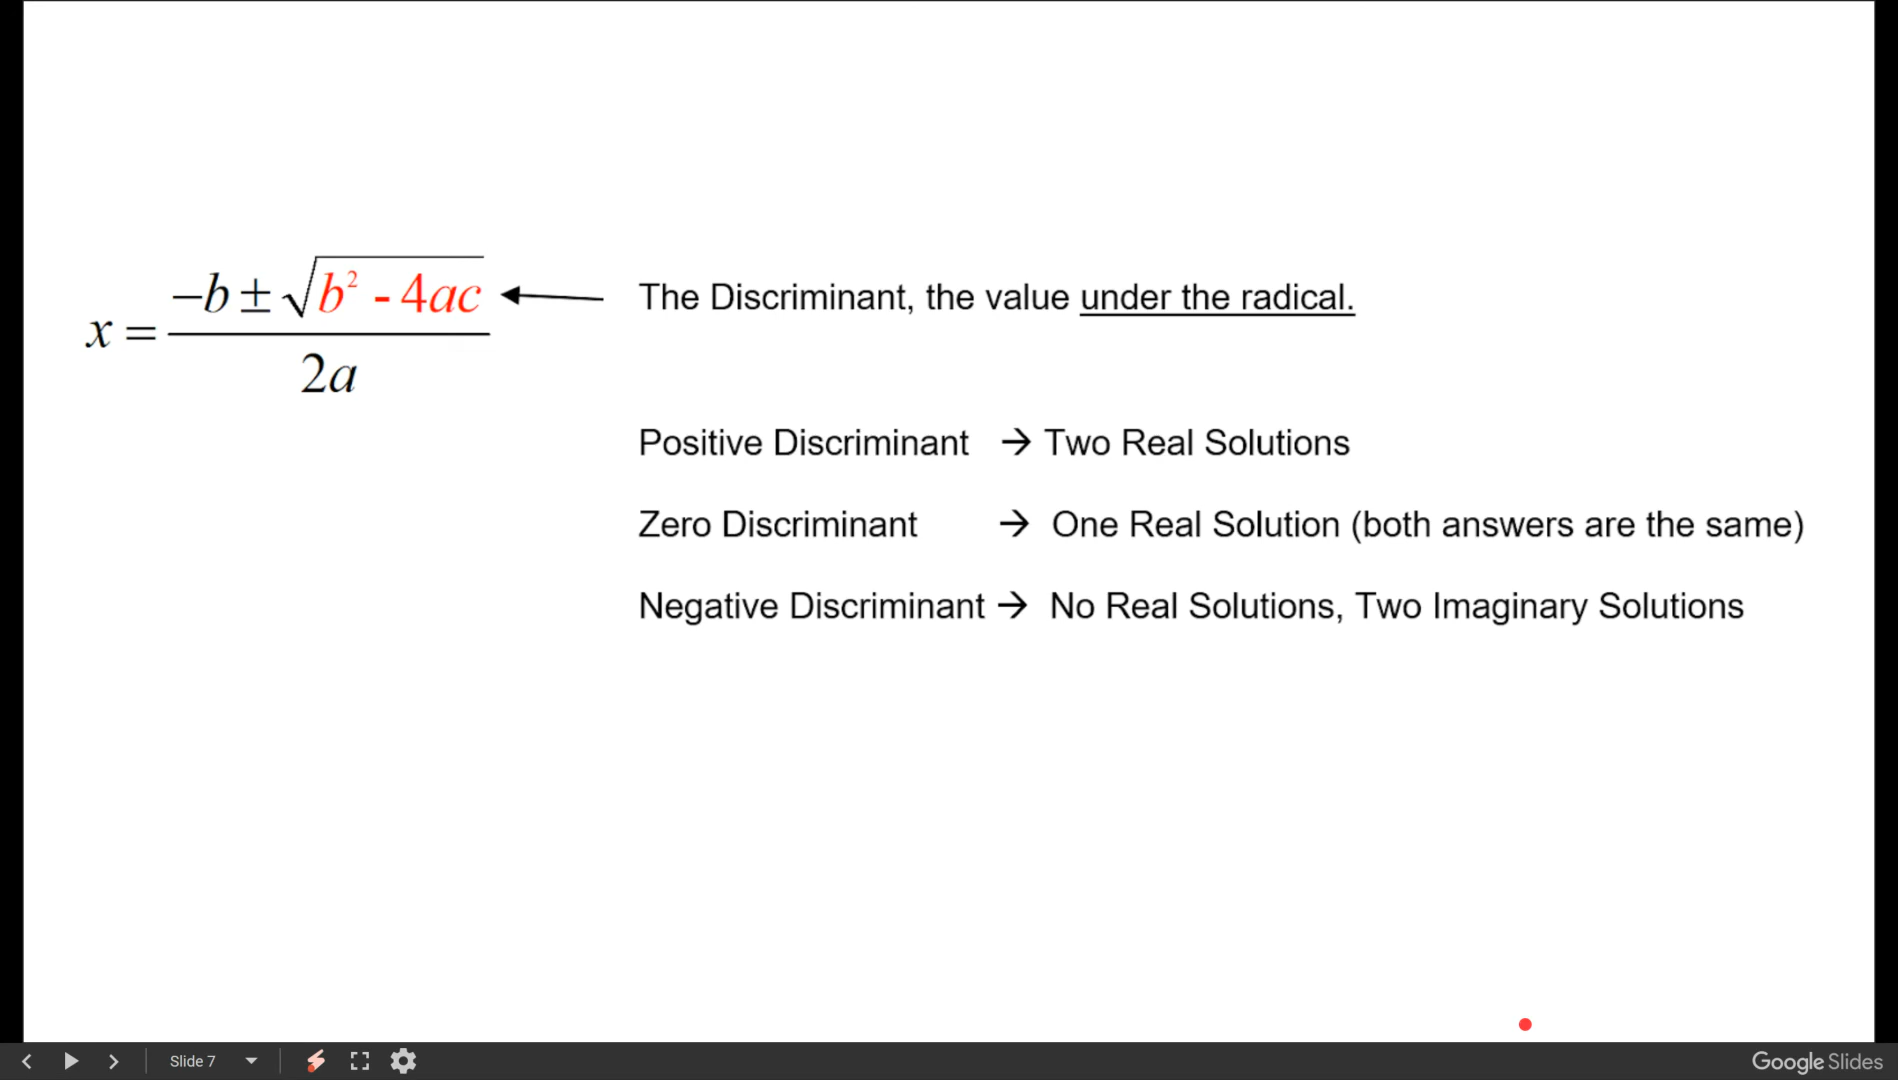 x = −b ± √b² - 4ac / 2a
The Discriminant, the value under the radical.
Positive Discriminant → Two Real Solutions
Zero Discriminant → One Real Solution (both answers are the same)
Negative Discriminant → No Real Solutions, Two Imaginary Solutions
Slide 7
Google Slides